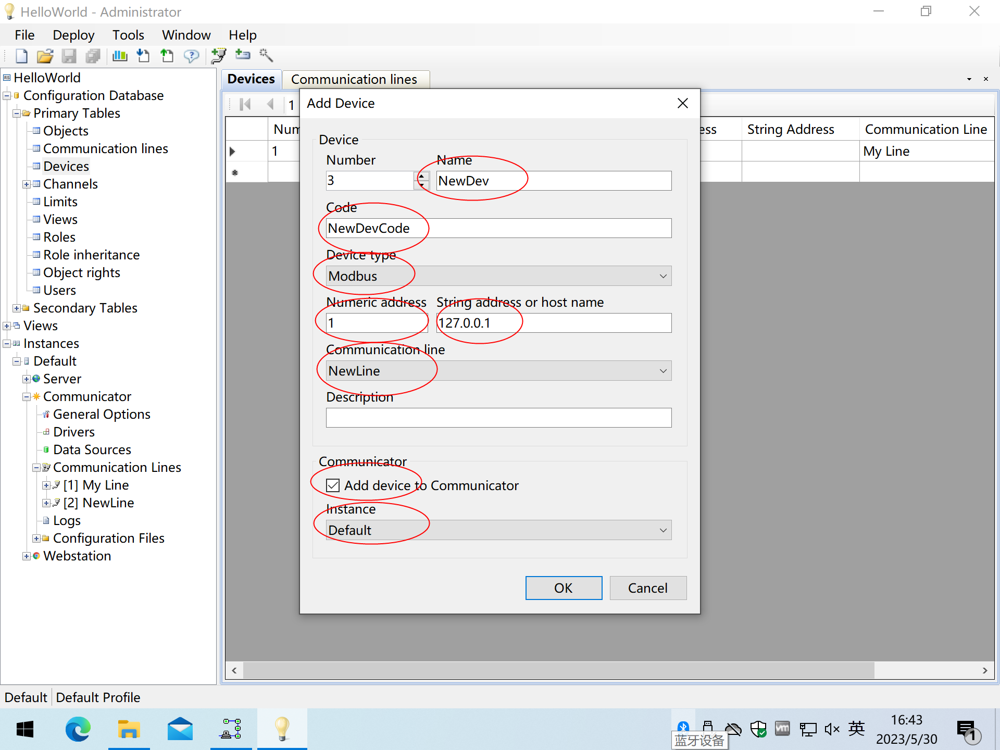 HelloWorld - Administrator
File Deploy Tools Window Help
HelloWorld
Configuration Database
Primary Tables
Objects
Communication lines
Devices
Channels
Limits
Views
Roles
Role inheritance
Object rights
Users
Secondary Tables
Views
Instances
Default
Server
Communicator
General Options
Drivers
Data Sources
Communication Lines
[1] My Line
[2] NewLine
Logs
Configuration Files
Webstation
Devices Communication lines
1
Num ess String Address Communication Line
1 My Line
Add Device
Device
Number Name
3 NewDev
Code
NewDevCode
Device type
Modbus
Numeric address String address or host name
1 127.0.0.1
Communication line
NewLine
Description
Communicator
Add device to Communicator
Instance
Default
OK Cancel
Default Default Profile
蓝牙设备
英
16:43
2023/5/30
1